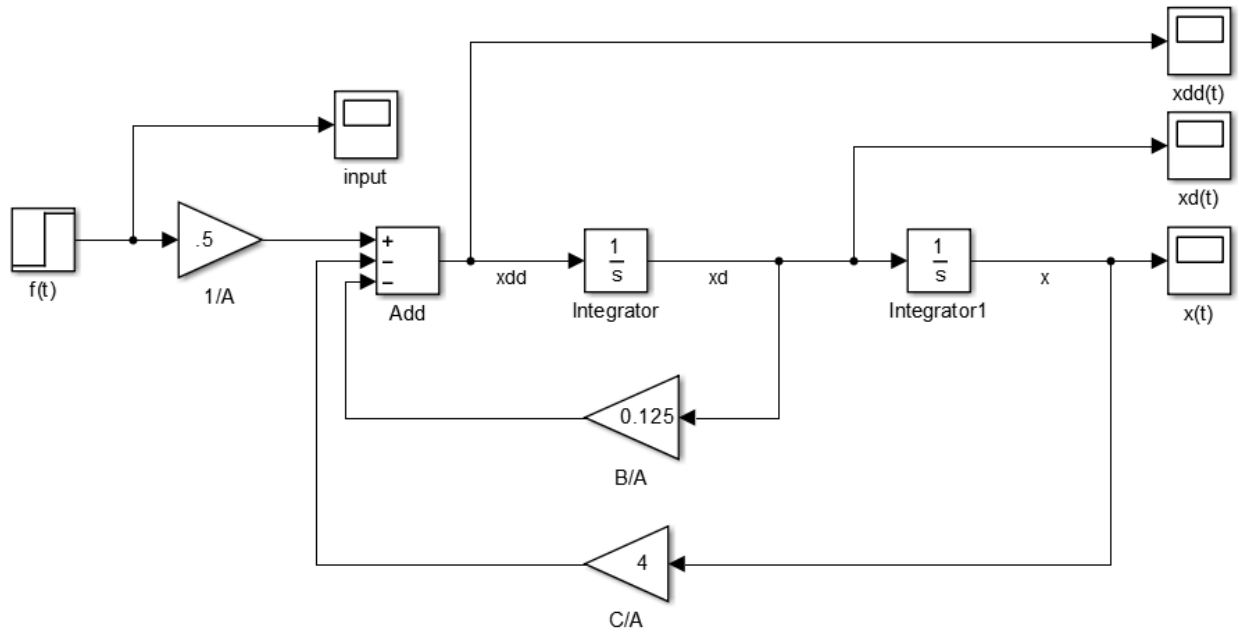 xdd(t)
input
xd(t)
f(t)
.5
1/A
+
−
−
Add
xdd
1
s
Integrator
xd
1
s
Integrator1
x
x(t)
0.125
B/A
4
C/A